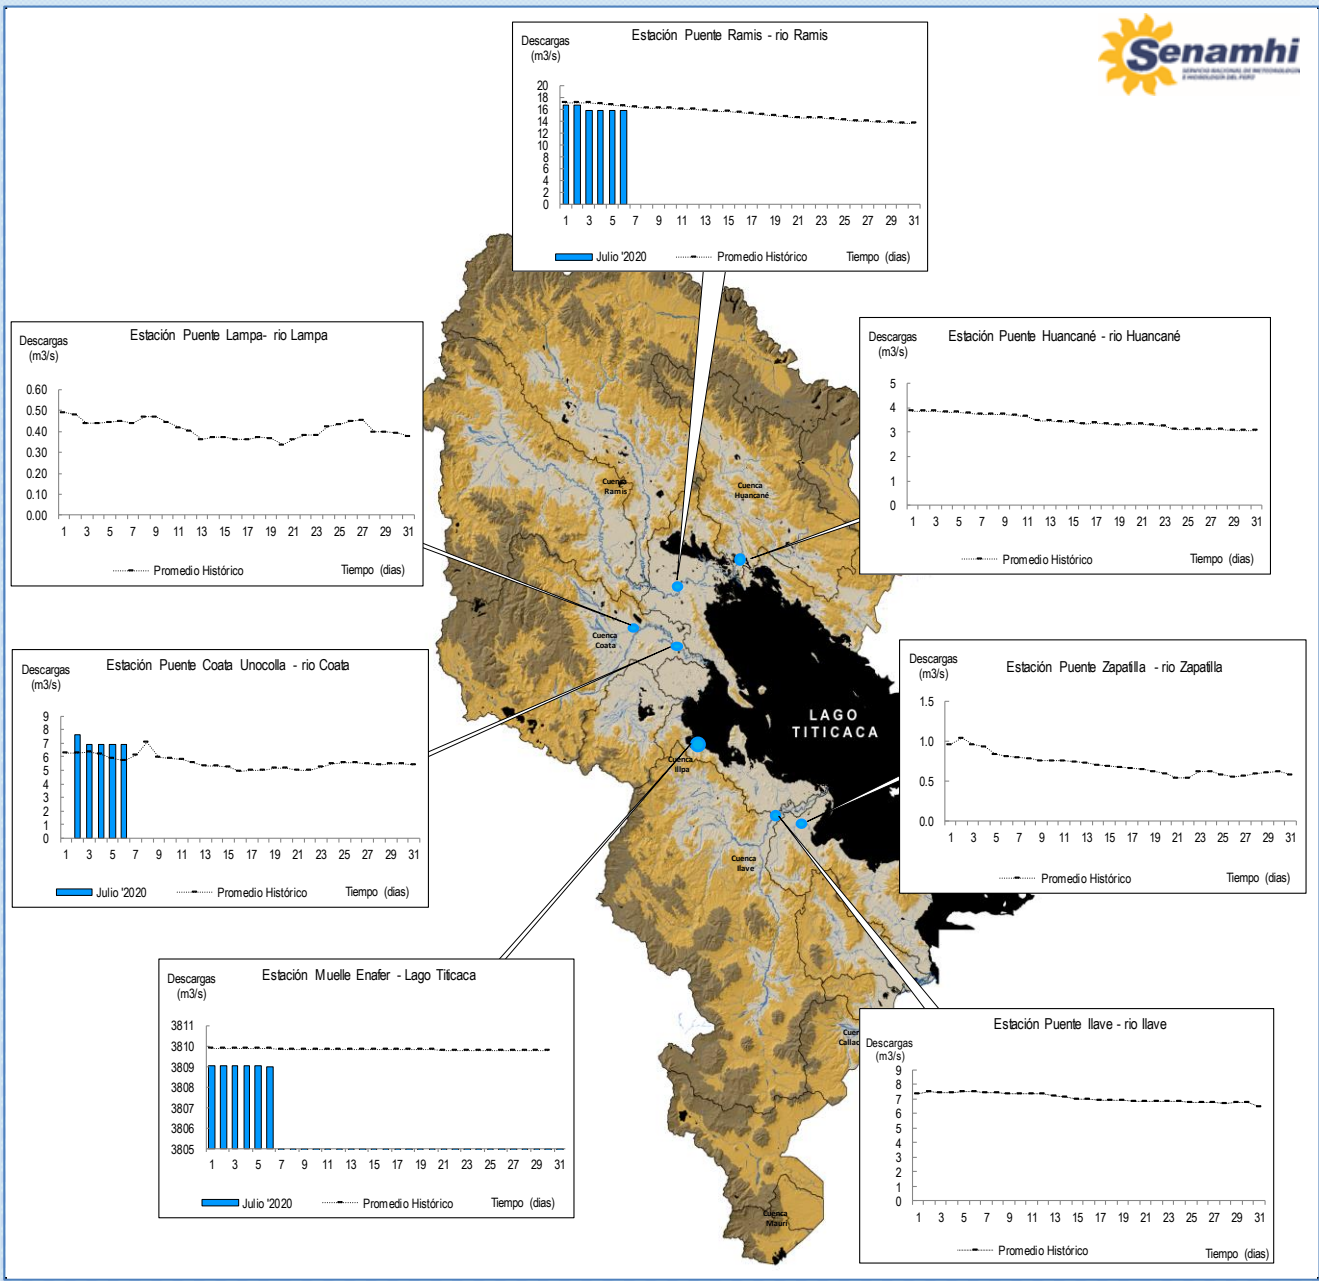 Senamhi
SERVICIO NACIONAL DE METEOROLOGÍA
E HIDROLOGÍA DEL PERÚ
Estación Puente Ramis - rio Ramis
Descargas
(m3/s)
20
18
16
14
12
10
8
6
4
2
0
1 3 5 7 9 11 13 15 17 19 21 23 25 27 29 31
Julio '2020 Promedio Histórico Tiempo (dias)
Estación Puente Lampa- rio Lampa
Descargas
(m3/s)
0.60
0.50
0.40
0.30
0.20
0.10
0.00
1 3 5 7 9 11 13 15 17 19 21 23 25 27 29 31
Promedio Histórico Tiempo (dias)
Estación Puente Huancané - rio Huancané
Descargas
(m3/s)
5
4
3
2
1
0
1 3 5 7 9 11 13 15 17 19 21 23 25 27 29 31
Promedio Histórico Tiempo (dias)
Cuenca
Ramis
Cuenca
Huancané
Cuenca
Coata
LAGO
TITICACA
Cuenca
Illpa
Cuenca
Ilave
Cuenca
Mauri
Estación Puente Coata Unocolla - rio Coata
Descargas
(m3/s)
9
8
7
6
5
4
3
2
1
0
1 3 5 7 9 11 13 15 17 19 21 23 25 27 29 31
Julio '2020 Promedio Histórico Tiempo (dias)
Estación Puente Zapatilla - rio Zapatilla
Descargas
(m3/s)
1.5
1.0
0.5
0.0
1 3 5 7 9 11 13 15 17 19 21 23 25 27 29 31
Promedio Histórico Tiempo (dias)
Estación Muelle Enafer - Lago Titicaca
Descargas
(m3/s)
3811
3810
3809
3808
3807
3806
3805
1 3 5 7 9 11 13 15 17 19 21 23 25 27 29 31
Julio '2020 Promedio Histórico Tiempo (dias)
Estación Puente Ilave - rio Ilave
Descargas
(m3/s)
9
8
7
6
5
4
3
2
1
0
1 3 5 7 9 11 13 15 17 19 21 23 25 27 29 31
Promedio Histórico Tiempo (dias)